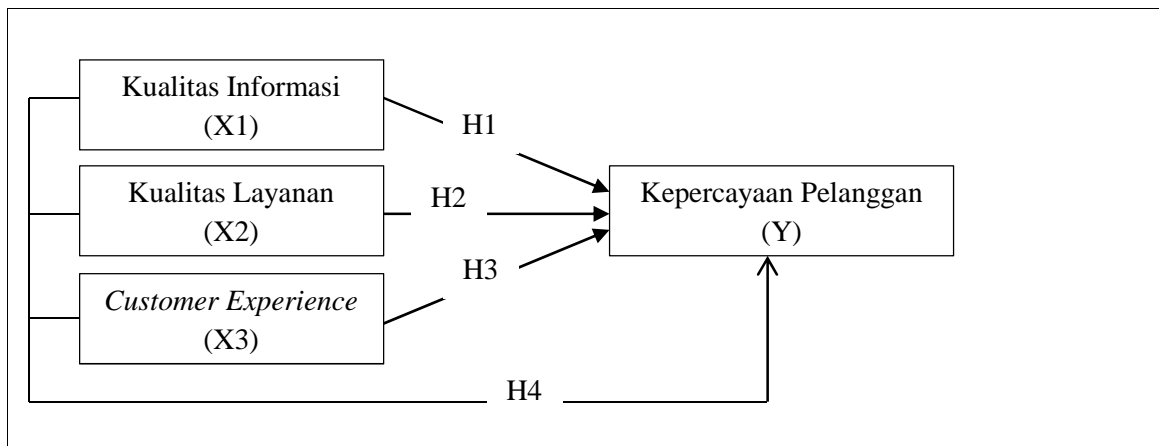 Kualitas Informasi
(X1)
H1
Kualitas Layanan
(X2)
H2
Kepercayaan Pelanggan
(Y)
Customer Experience
(X3)
H3
H4